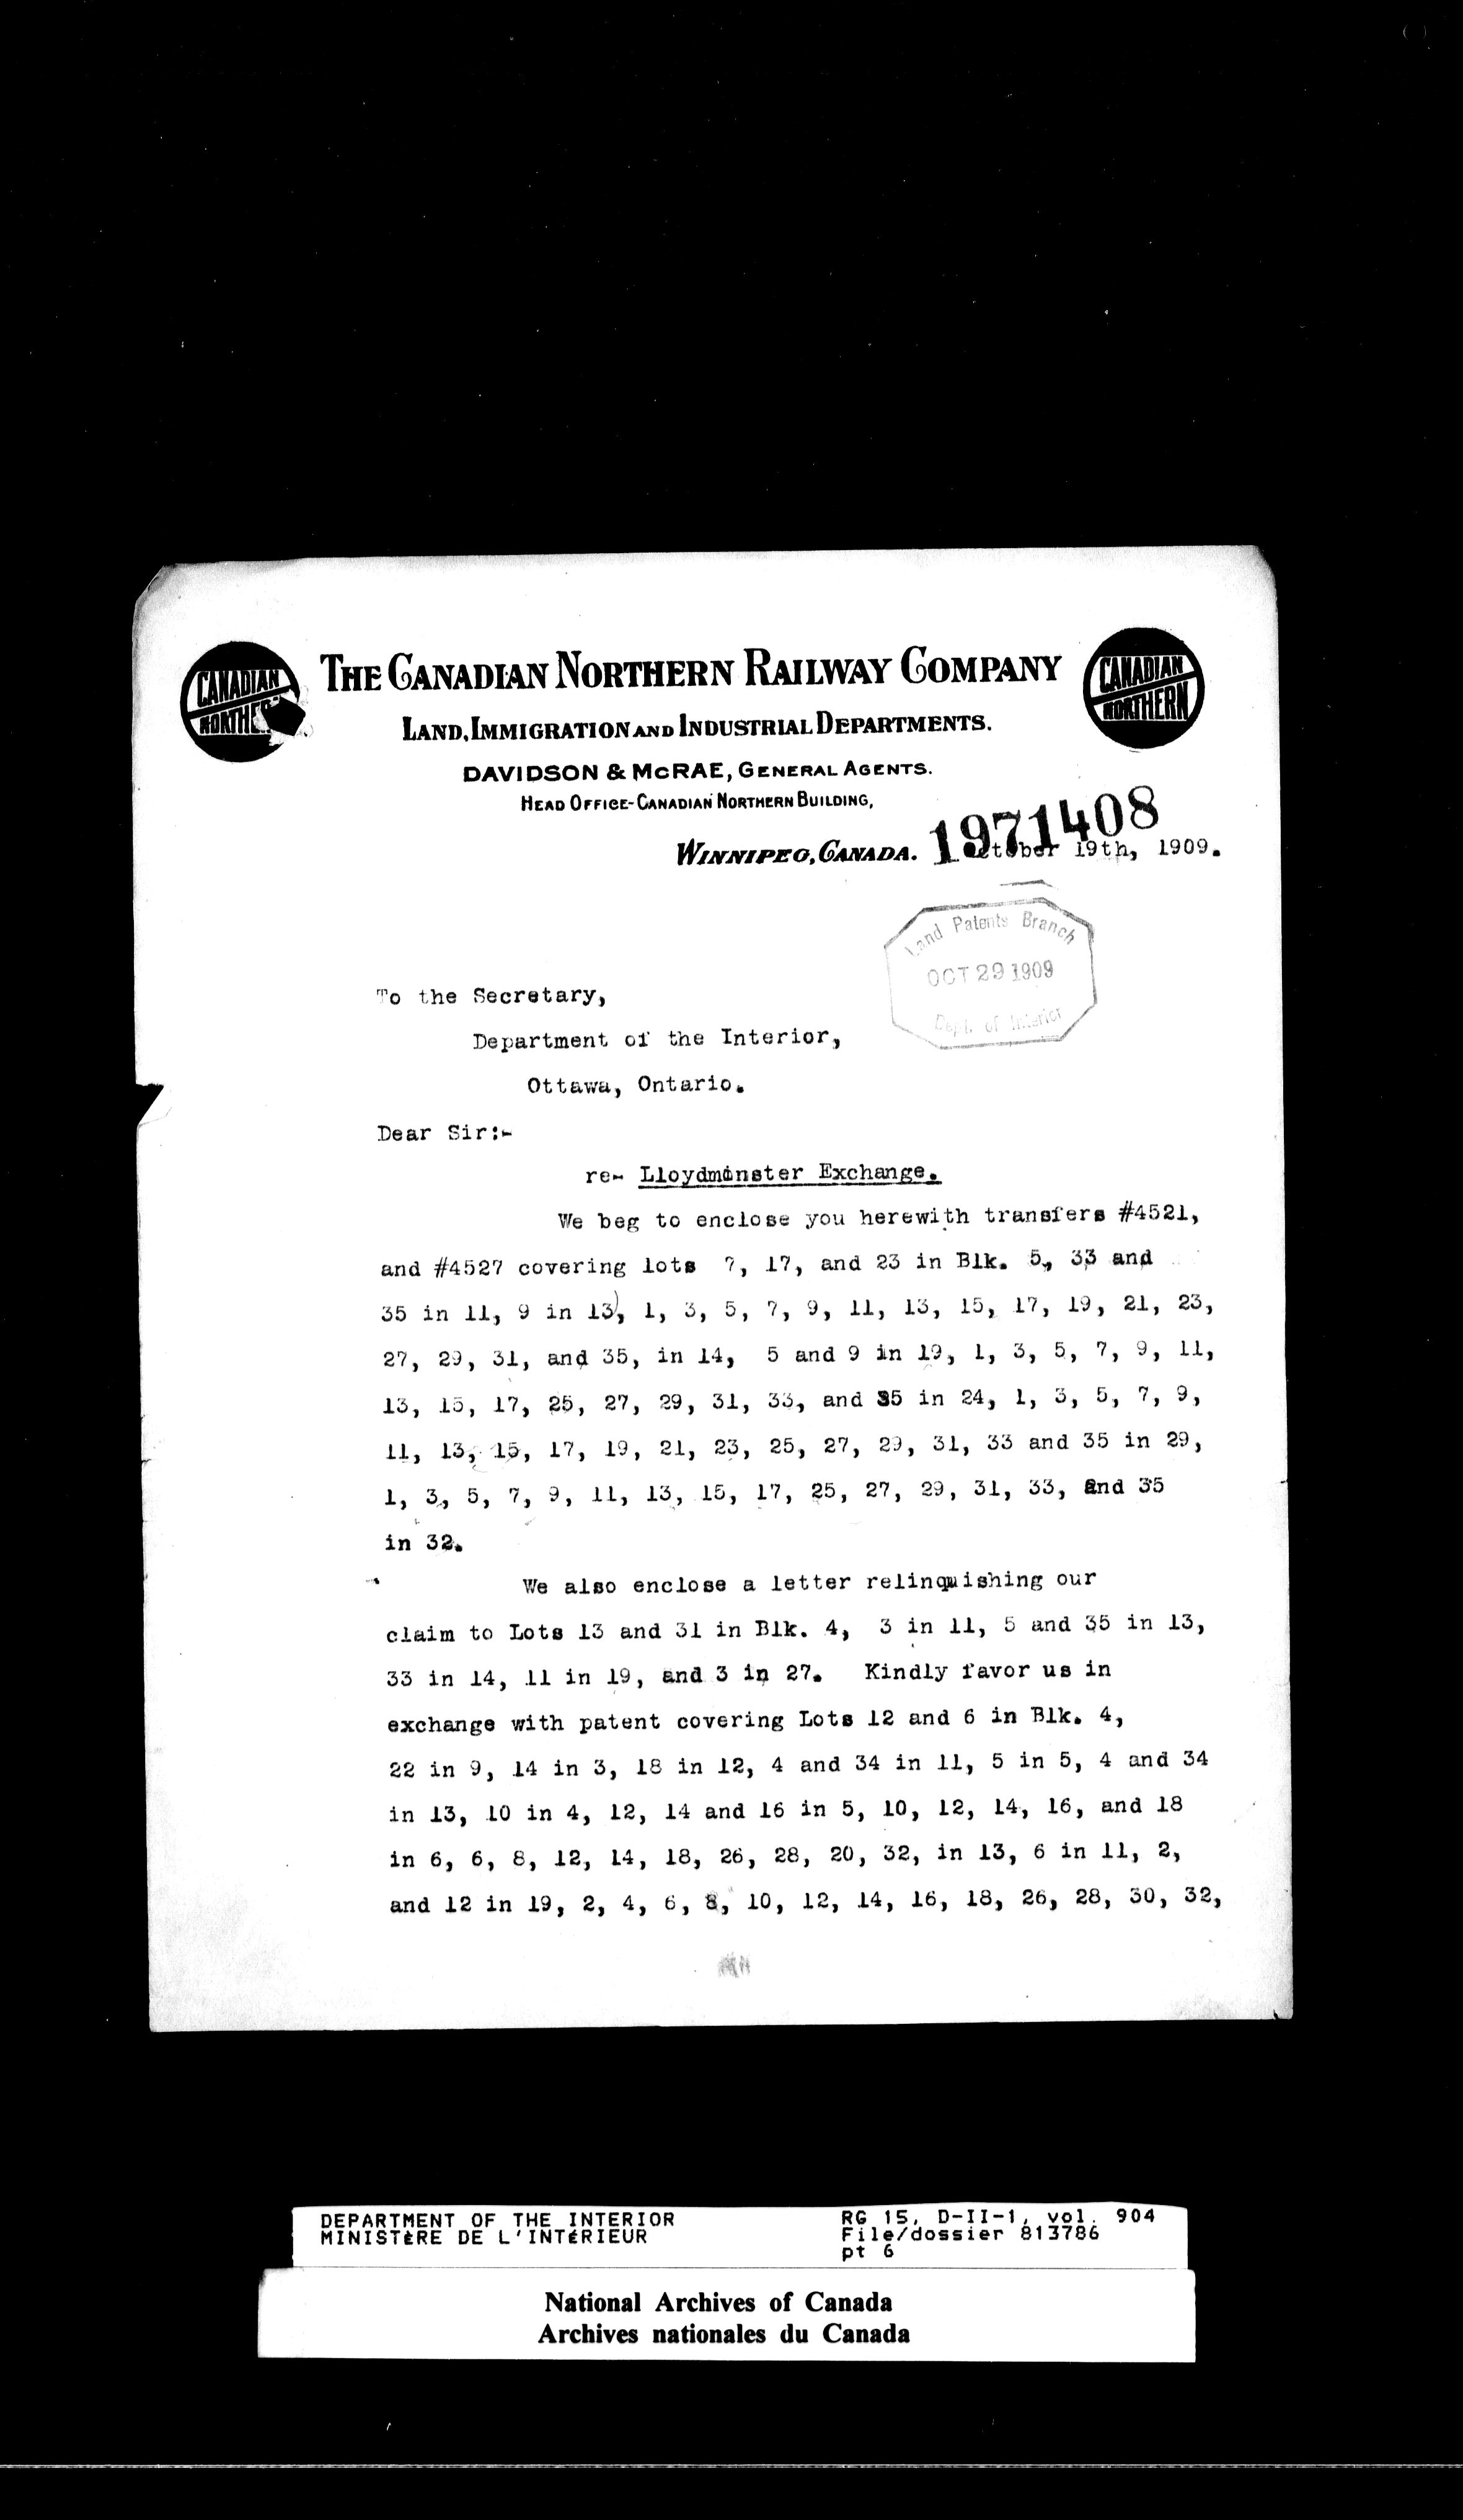 CANADIAN
NORTHE
THE CANADIAN NORTHERN RAILWAY COMPANY
CANADIAN
NORTHERN
LAND, IMMIGRATION AND INDUSTRIAL DEPARTMENTS.
DAVIDSON & McRAE, GENERAL AGENTS.
HEAD OFFICE-CANADIAN NORTHERN BUILDING,
1971408
WINNIPEG, CANADA. October 19th, 1909.
Land Patents Branch
OCT 29 1909
Dept. of Interior
To the Secretary,
Department of the Interior,
Ottawa, Ontario.
Dear Sir:-
re- Lloydminster Exchange.
We beg to enclose you herewith transfers #4521,
and #4527 covering lots 7, 17, and 23 in Blk. 5, 33 and
35 in 11, 9 in 13), 1, 3, 5, 7, 9, 11, 13, 15, 17, 19, 21, 23,
27, 29, 31, and 35, in 14, 5 and 9 in 19, 1, 3, 5, 7, 9, 11,
13, 15, 17, 25, 27, 29, 31, 33, and 35 in 24, 1, 3, 5, 7, 9,
11, 13, 15, 17, 19, 21, 23, 25, 27, 29, 31, 33 and 35 in 29,
1, 3, 5, 7, 9, 11, 13, 15, 17, 25, 27, 29, 31, 33, and 35
in 32.
We also enclose a letter relinquishing our
claim to Lots 13 and 31 in Blk. 4, 3 in 11, 5 and 35 in 13,
33 in 14, 11 in 19, and 3 in 27. Kindly favor us in
exchange with patent covering Lots 12 and 6 in Blk. 4,
22 in 9, 14 in 3, 18 in 12, 4 and 34 in 11, 5 in 5, 4 and 34
in 13, 10 in 4, 12, 14 and 16 in 5, 10, 12, 14, 16, and 18
in 6, 6, 8, 12, 14, 18, 26, 28, 20, 32, in 13, 6 in 11, 2,
and 12 in 19, 2, 4, 6, 8, 10, 12, 14, 16, 18, 26, 28, 30, 32,
DEPARTMENT OF THE INTERIOR
MINISTÈRE DE L'INTÉRIEUR
RG 15, D-II-1, vol. 904
File/dossier 813786
pt 6
National Archives of Canada
Archives nationales du Canada